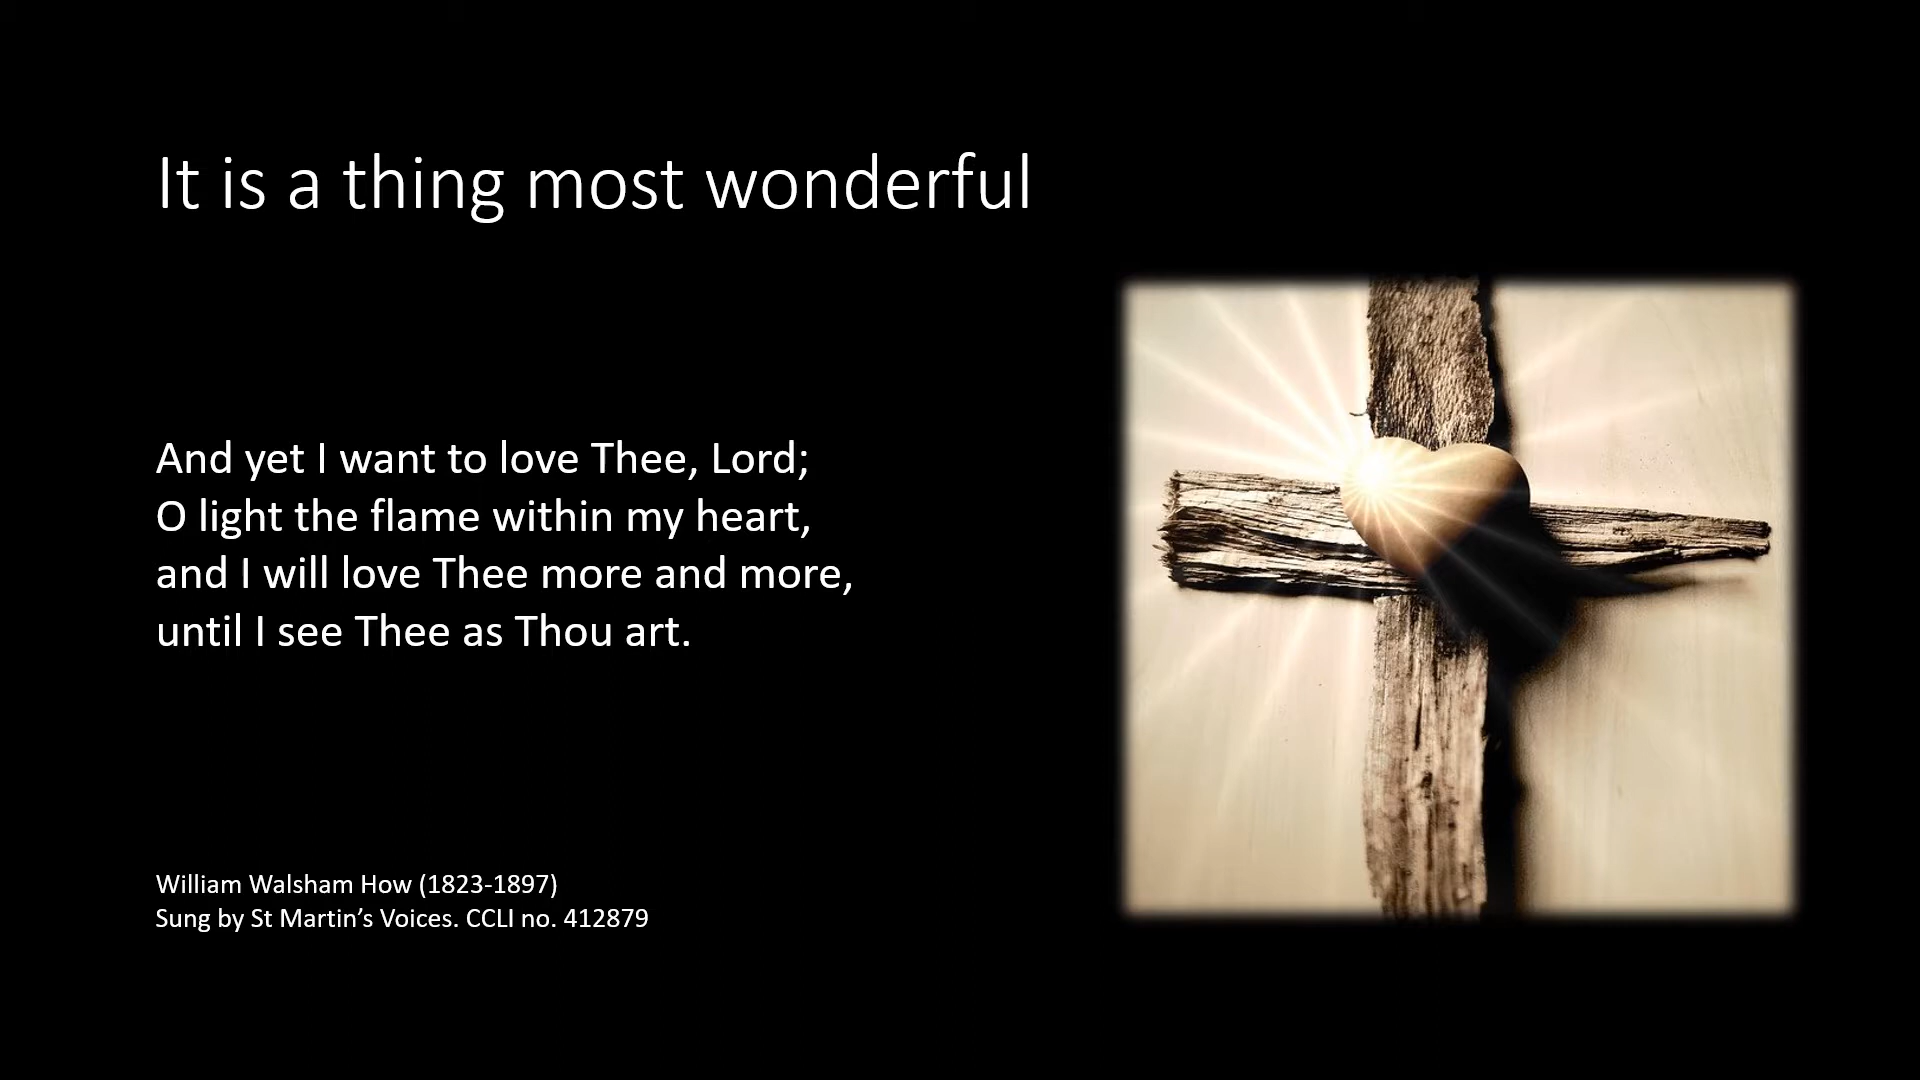 It is a thing most wonderful
And yet I want to love Thee, Lord;
O light the flame within my heart,
and I will love Thee more and more,
until I see Thee as Thou art.
William Walsham How (1823-1897)
Sung by St Martin’s Voices. CCLI no. 412879